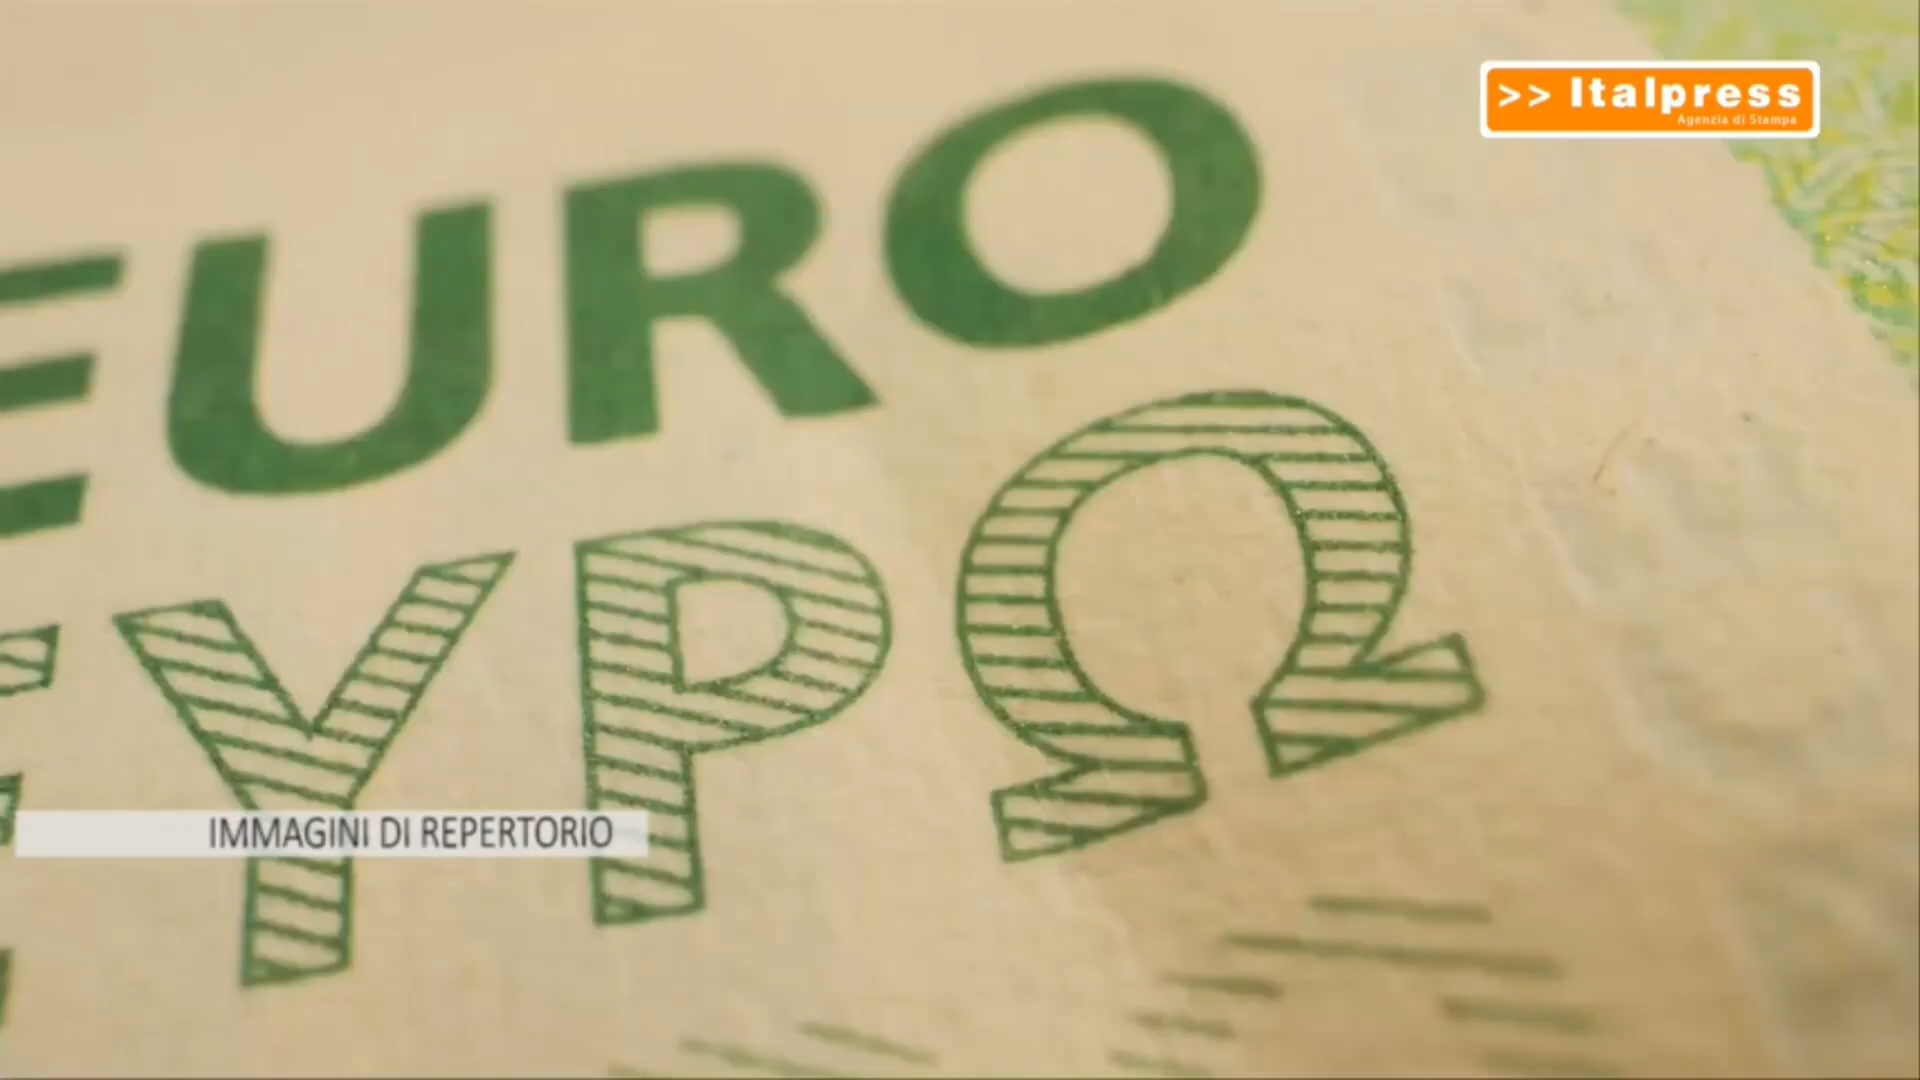 >> Italpress
Agenzia di Stampa
EURO
ΕΥΡΩ
IMMAGINI DI REPERTORIO